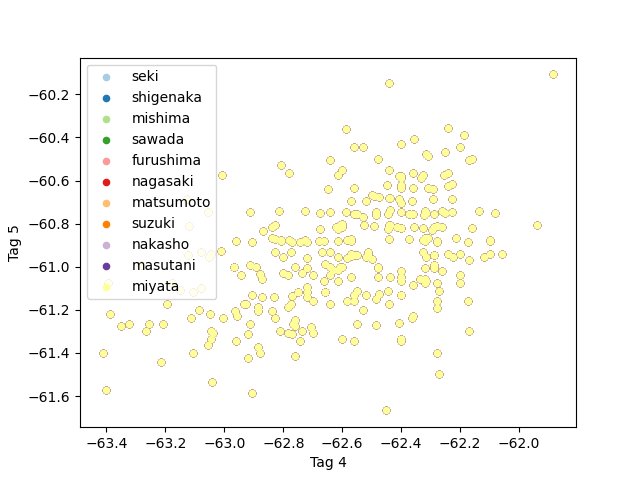 −60.2
−60.4
−60.6
−60.8
−61.0
−61.2
−61.4
−61.6
Tag 5
seki
shigenaka
mishima
sawada
furushima
nagasaki
matsumoto
suzuki
nakasho
masutani
miyata
−63.4 −63.2 −63.0 −62.8 −62.6 −62.4 −62.2 −62.0
Tag 4